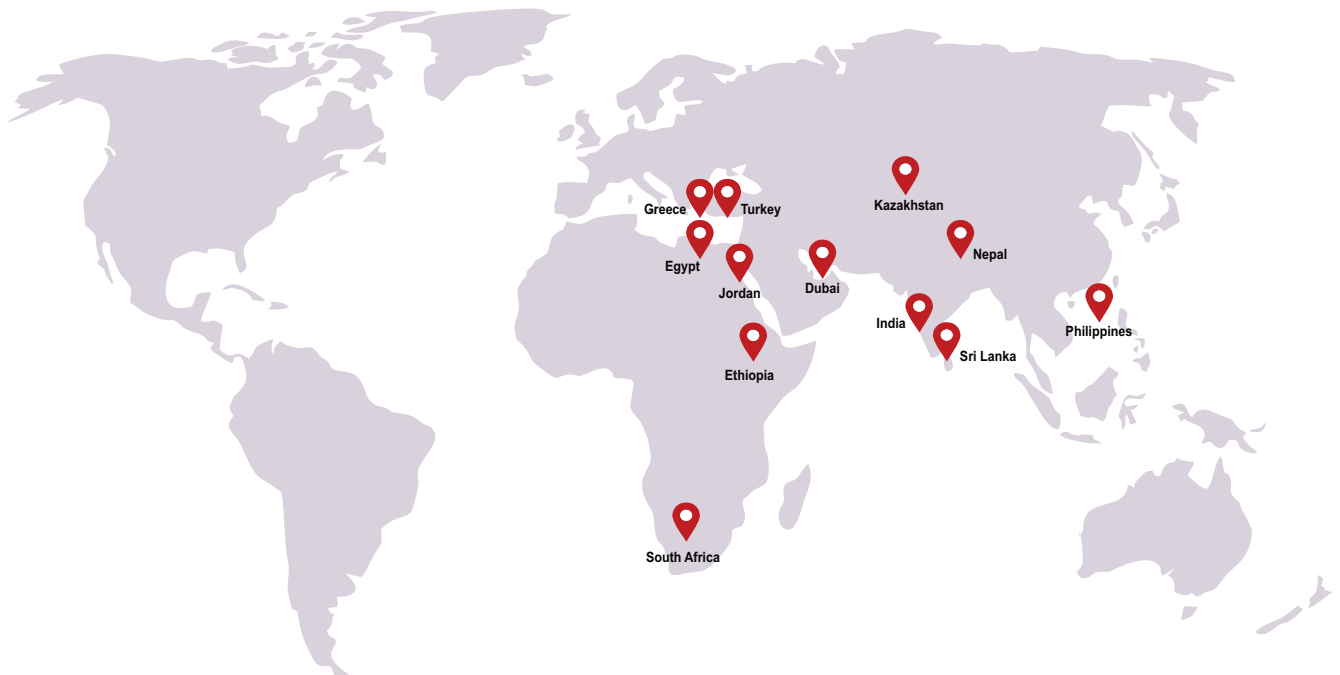 Kazakhstan
Greece
Turkey
Nepal
Egypt
Jordan
Dubai
India
Philippines
Sri Lanka
Ethiopia
South Africa